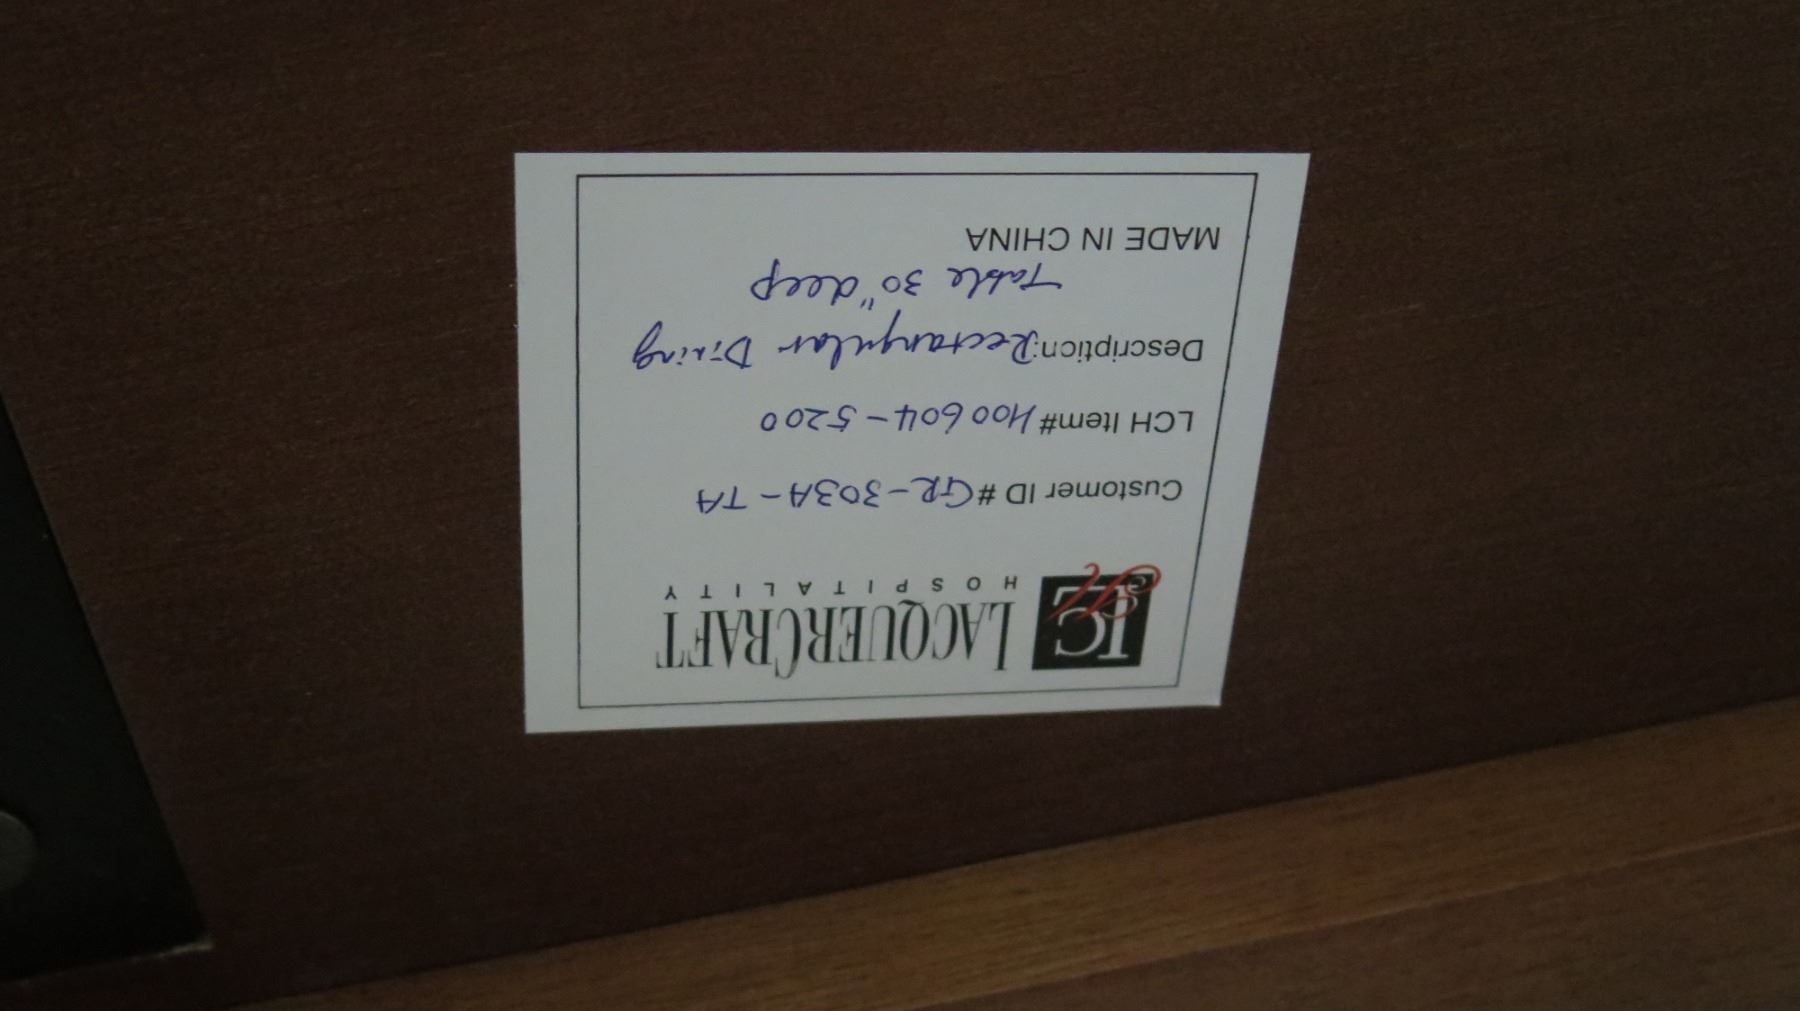 LCH LACQUERCRAFT
HOSPITALITY
Customer ID # GR-303A-TA
LCH Item# H00604-5200
Description: Rectangular Dining
Table 30" deep
MADE IN CHINA